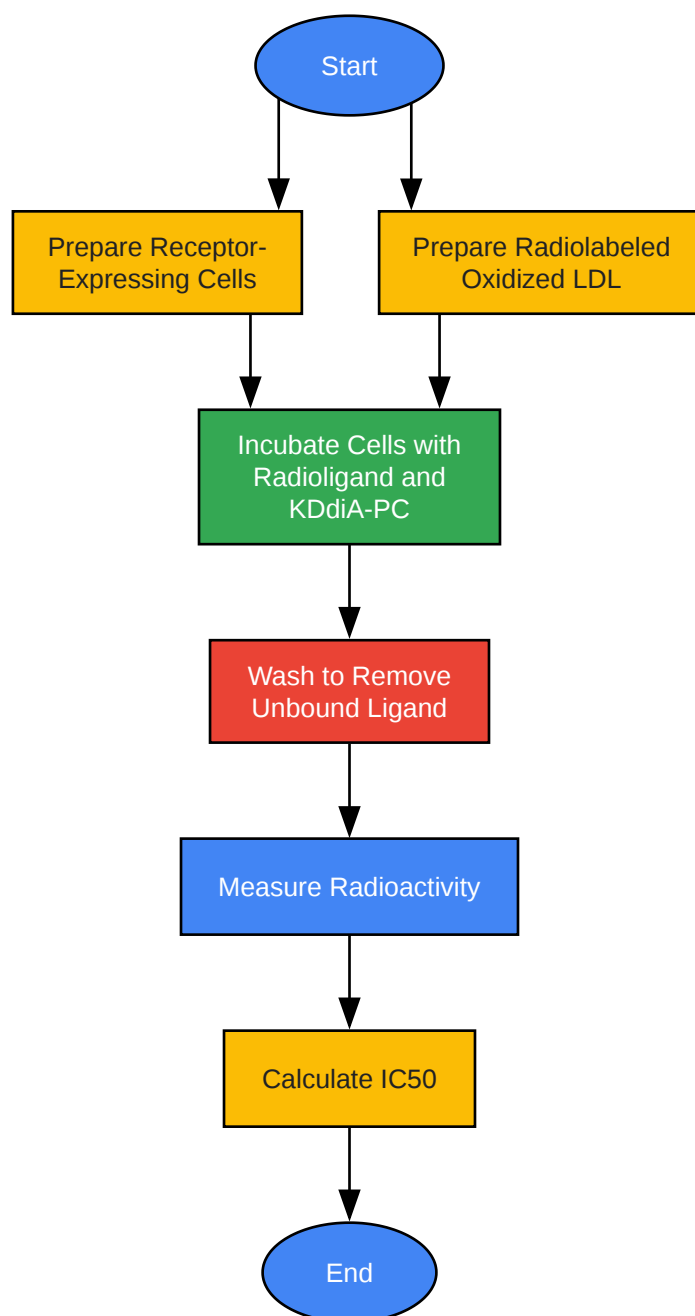 Start
Prepare Receptor-
Expressing Cells
Prepare Radiolabeled
Oxidized LDL
Incubate Cells with
Radioligand and
KDdiA-PC
Wash to Remove
Unbound Ligand
Measure Radioactivity
Calculate IC50
End